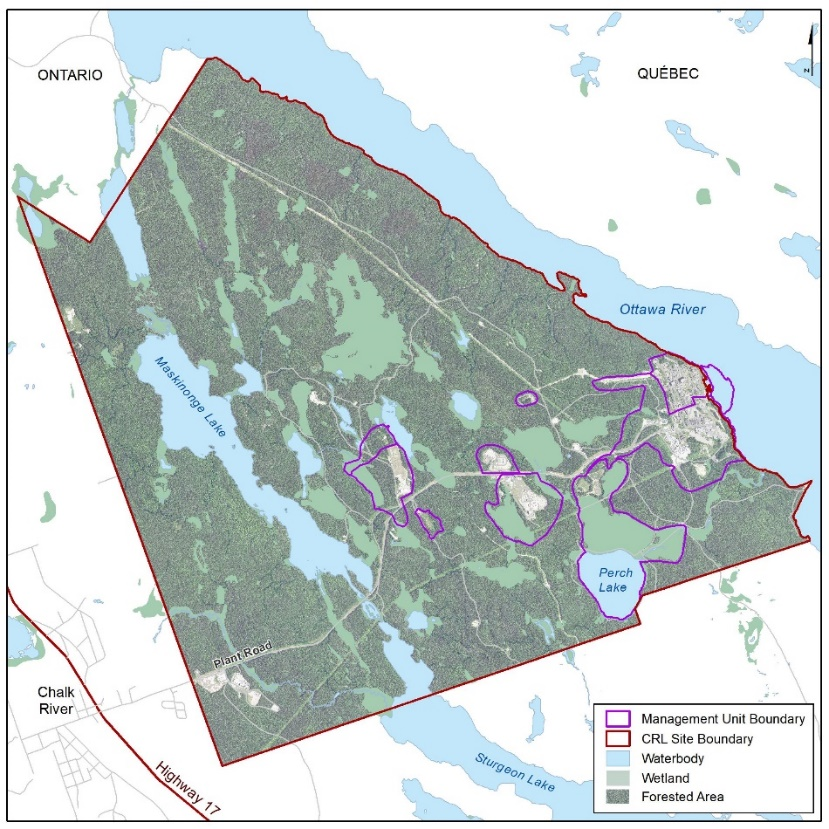 ONTARIO
QUÉBEC
N
Ottawa River
Maskinonge Lake
Perch
Lake
Plant Road
Chalk
River
Highway 17
Sturgeon Lake
Management Unit Boundary
CRL Site Boundary
Waterbody
Wetland
Forested Area